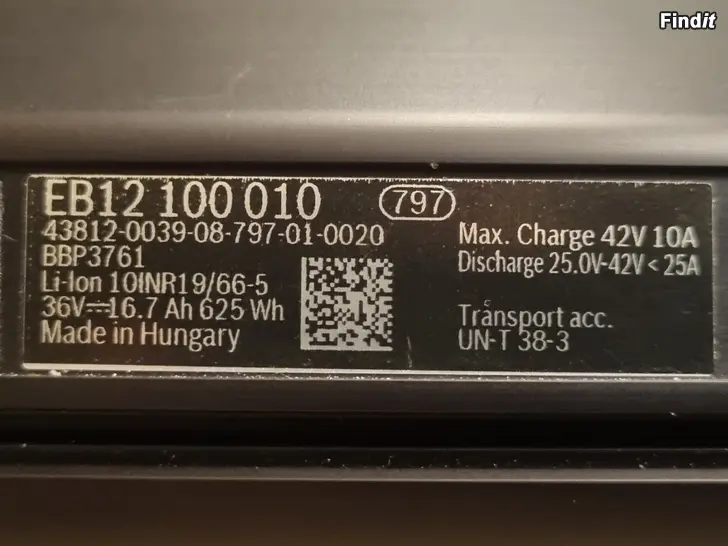 Findit
EB12 100 010 797
43812-0039-08-797-01-0020
BBP3761
Li-Ion 10INR19/66-5
36V⎓16.7 Ah 625 Wh
Made in Hungary
Max. Charge 42V 10A
Discharge 25.0V-42V < 25A
Transport acc.
UN-T 38-3